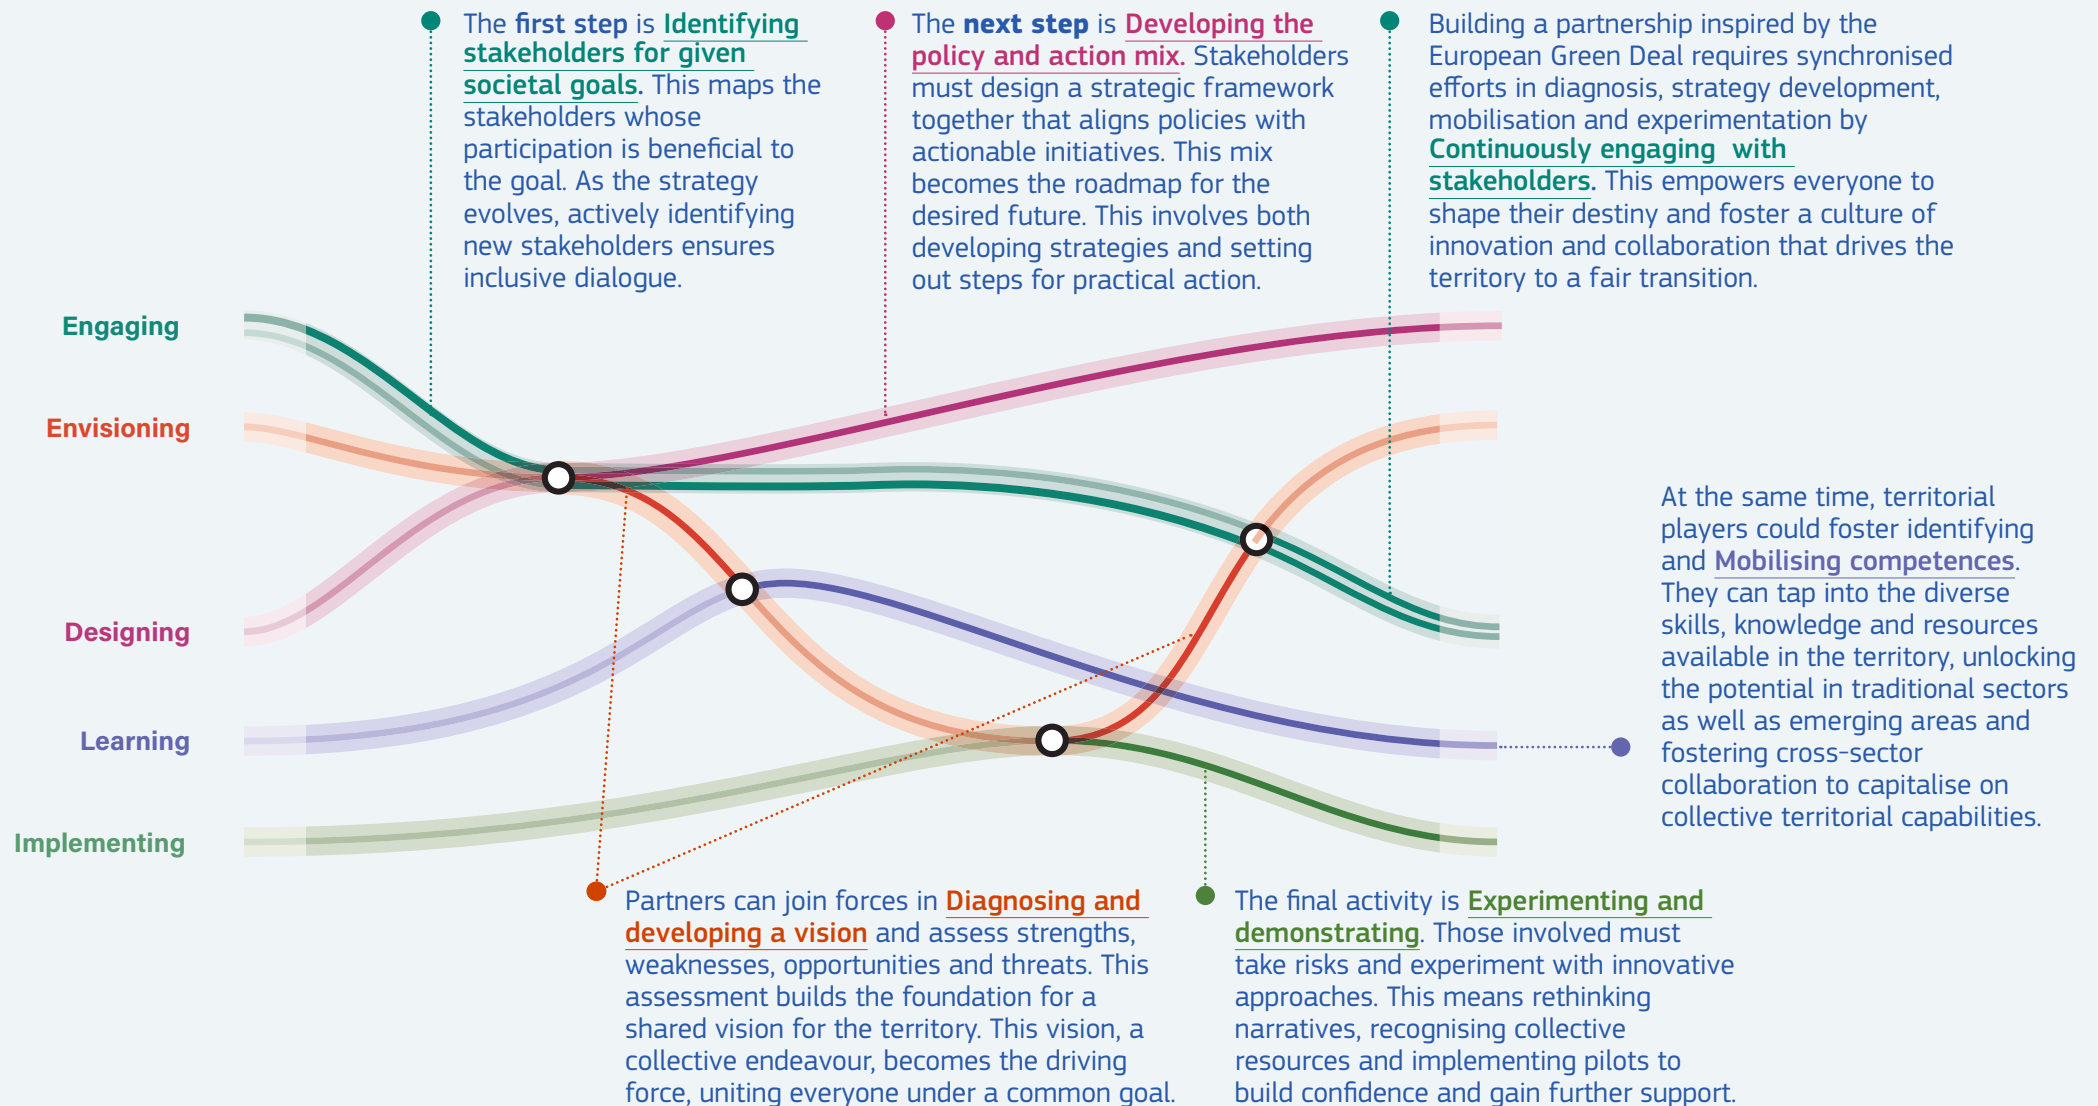 The first step is Identifying
stakeholders for given
societal goals. This maps the
stakeholders whose
participation is beneficial to
the goal. As the strategy
evolves, actively identifying
new stakeholders ensures
inclusive dialogue.
The next step is Developing the
policy and action mix. Stakeholders
must design a strategic framework
together that aligns policies with
actionable initiatives. This mix
becomes the roadmap for the
desired future. This involves both
developing strategies and setting
out steps for practical action.
Building a partnership inspired by the
European Green Deal requires synchronised
efforts in diagnosis, strategy development,
mobilisation and experimentation by
Continuously engaging with
stakeholders. This empowers everyone to
shape their destiny and foster a culture of
innovation and collaboration that drives the
territory to a fair transition.
Engaging
Envisioning
Designing
Learning
Implementing
At the same time, territorial
players could foster identifying
and Mobilising competences.
They can tap into the diverse
skills, knowledge and resources
available in the territory, unlocking
the potential in traditional sectors
as well as emerging areas and
fostering cross-sector
collaboration to capitalise on
collective territorial capabilities.
Partners can join forces in Diagnosing and
developing a vision and assess strengths,
weaknesses, opportunities and threats. This
assessment builds the foundation for a
shared vision for the territory. This vision, a
collective endeavour, becomes the driving
force, uniting everyone under a common goal.
The final activity is Experimenting and
demonstrating. Those involved must
take risks and experiment with innovative
approaches. This means rethinking
narratives, recognising collective
resources and implementing pilots to
build confidence and gain further support.